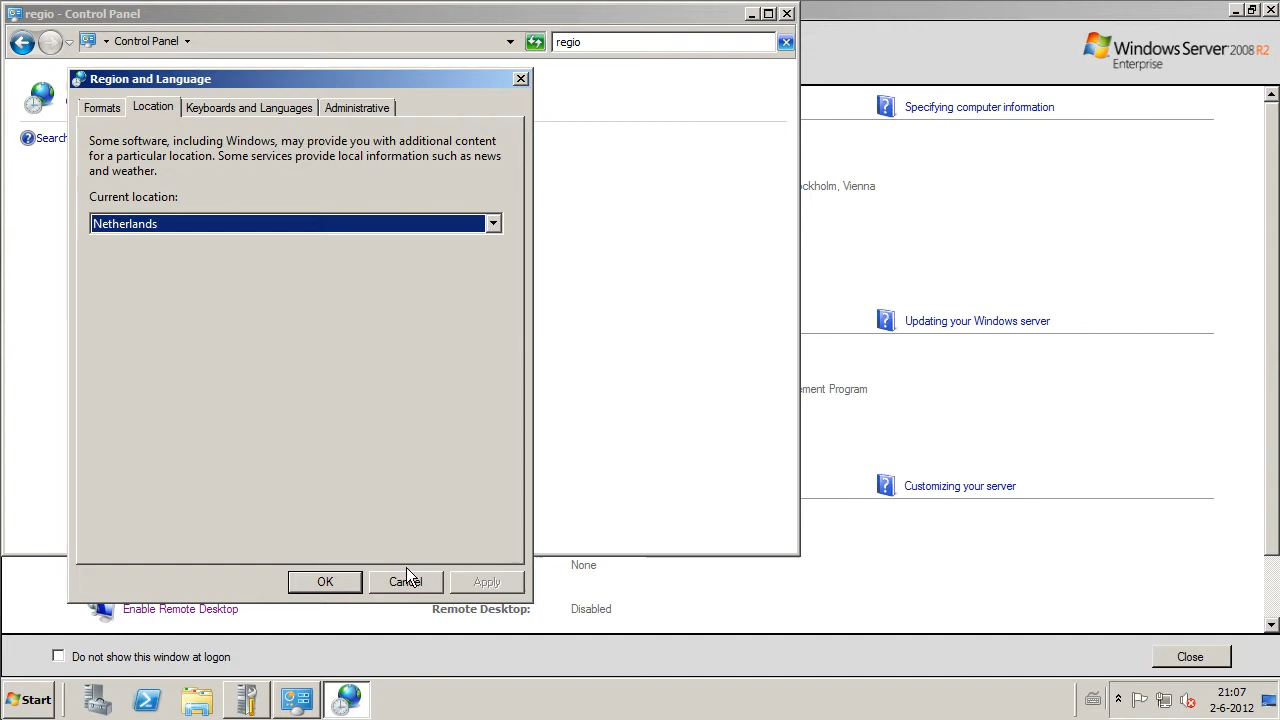 regio - Control Panel
Control Panel
regio
Windows Server 2008 R2
Enterprise
Region and Language
Formats
Location
Keyboards and Languages
Administrative
Search
Some software, including Windows, may provide you with additional content
for a particular location. Some services provide local information such as news
and weather.
Current location:
Netherlands
OK
Cancel
Apply
Specifying computer information
ockholm, Vienna
Updating your Windows server
ement Program
Customizing your server
None
Enable Remote Desktop
Remote Desktop:
Disabled
Do not show this window at logon
Close
Start
21:07
2-6-2012